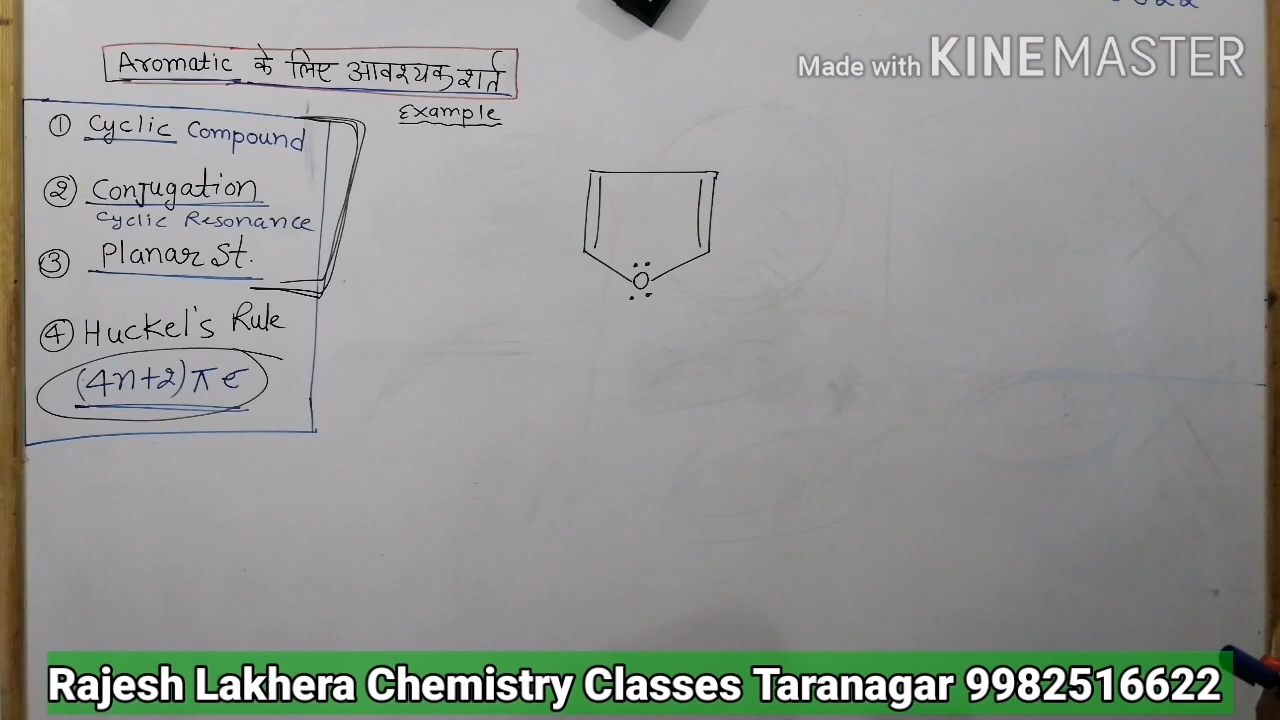 Made with KINEMASTER
Aromatic के लिए आवश्यक शर्त
Example
① Cyclic Compound
② Conjugation
Cyclic Resonance
③ Planar St.
④ Huckel's Rule
(4n+2)π e
O
Rajesh Lakhera Chemistry Classes Taranagar 9982516622